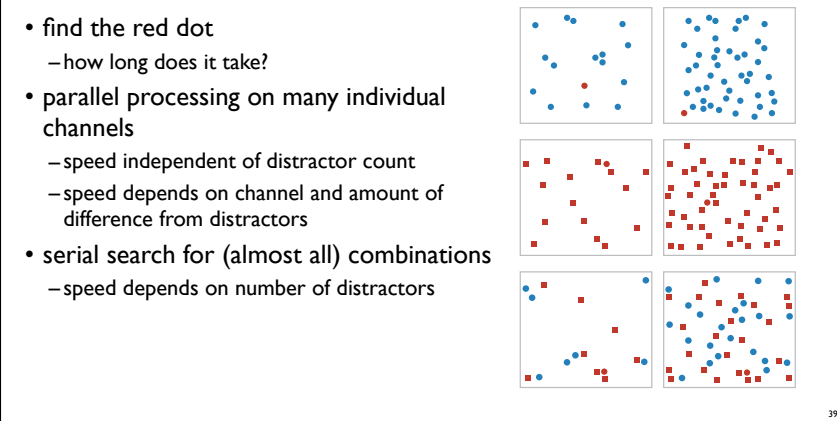 • find the red dot
–how long does it take?
• parallel processing on many individual
channels
–speed independent of distractor count
–speed depends on channel and amount of
difference from distractors
• serial search for (almost all) combinations
–speed depends on number of distractors
39